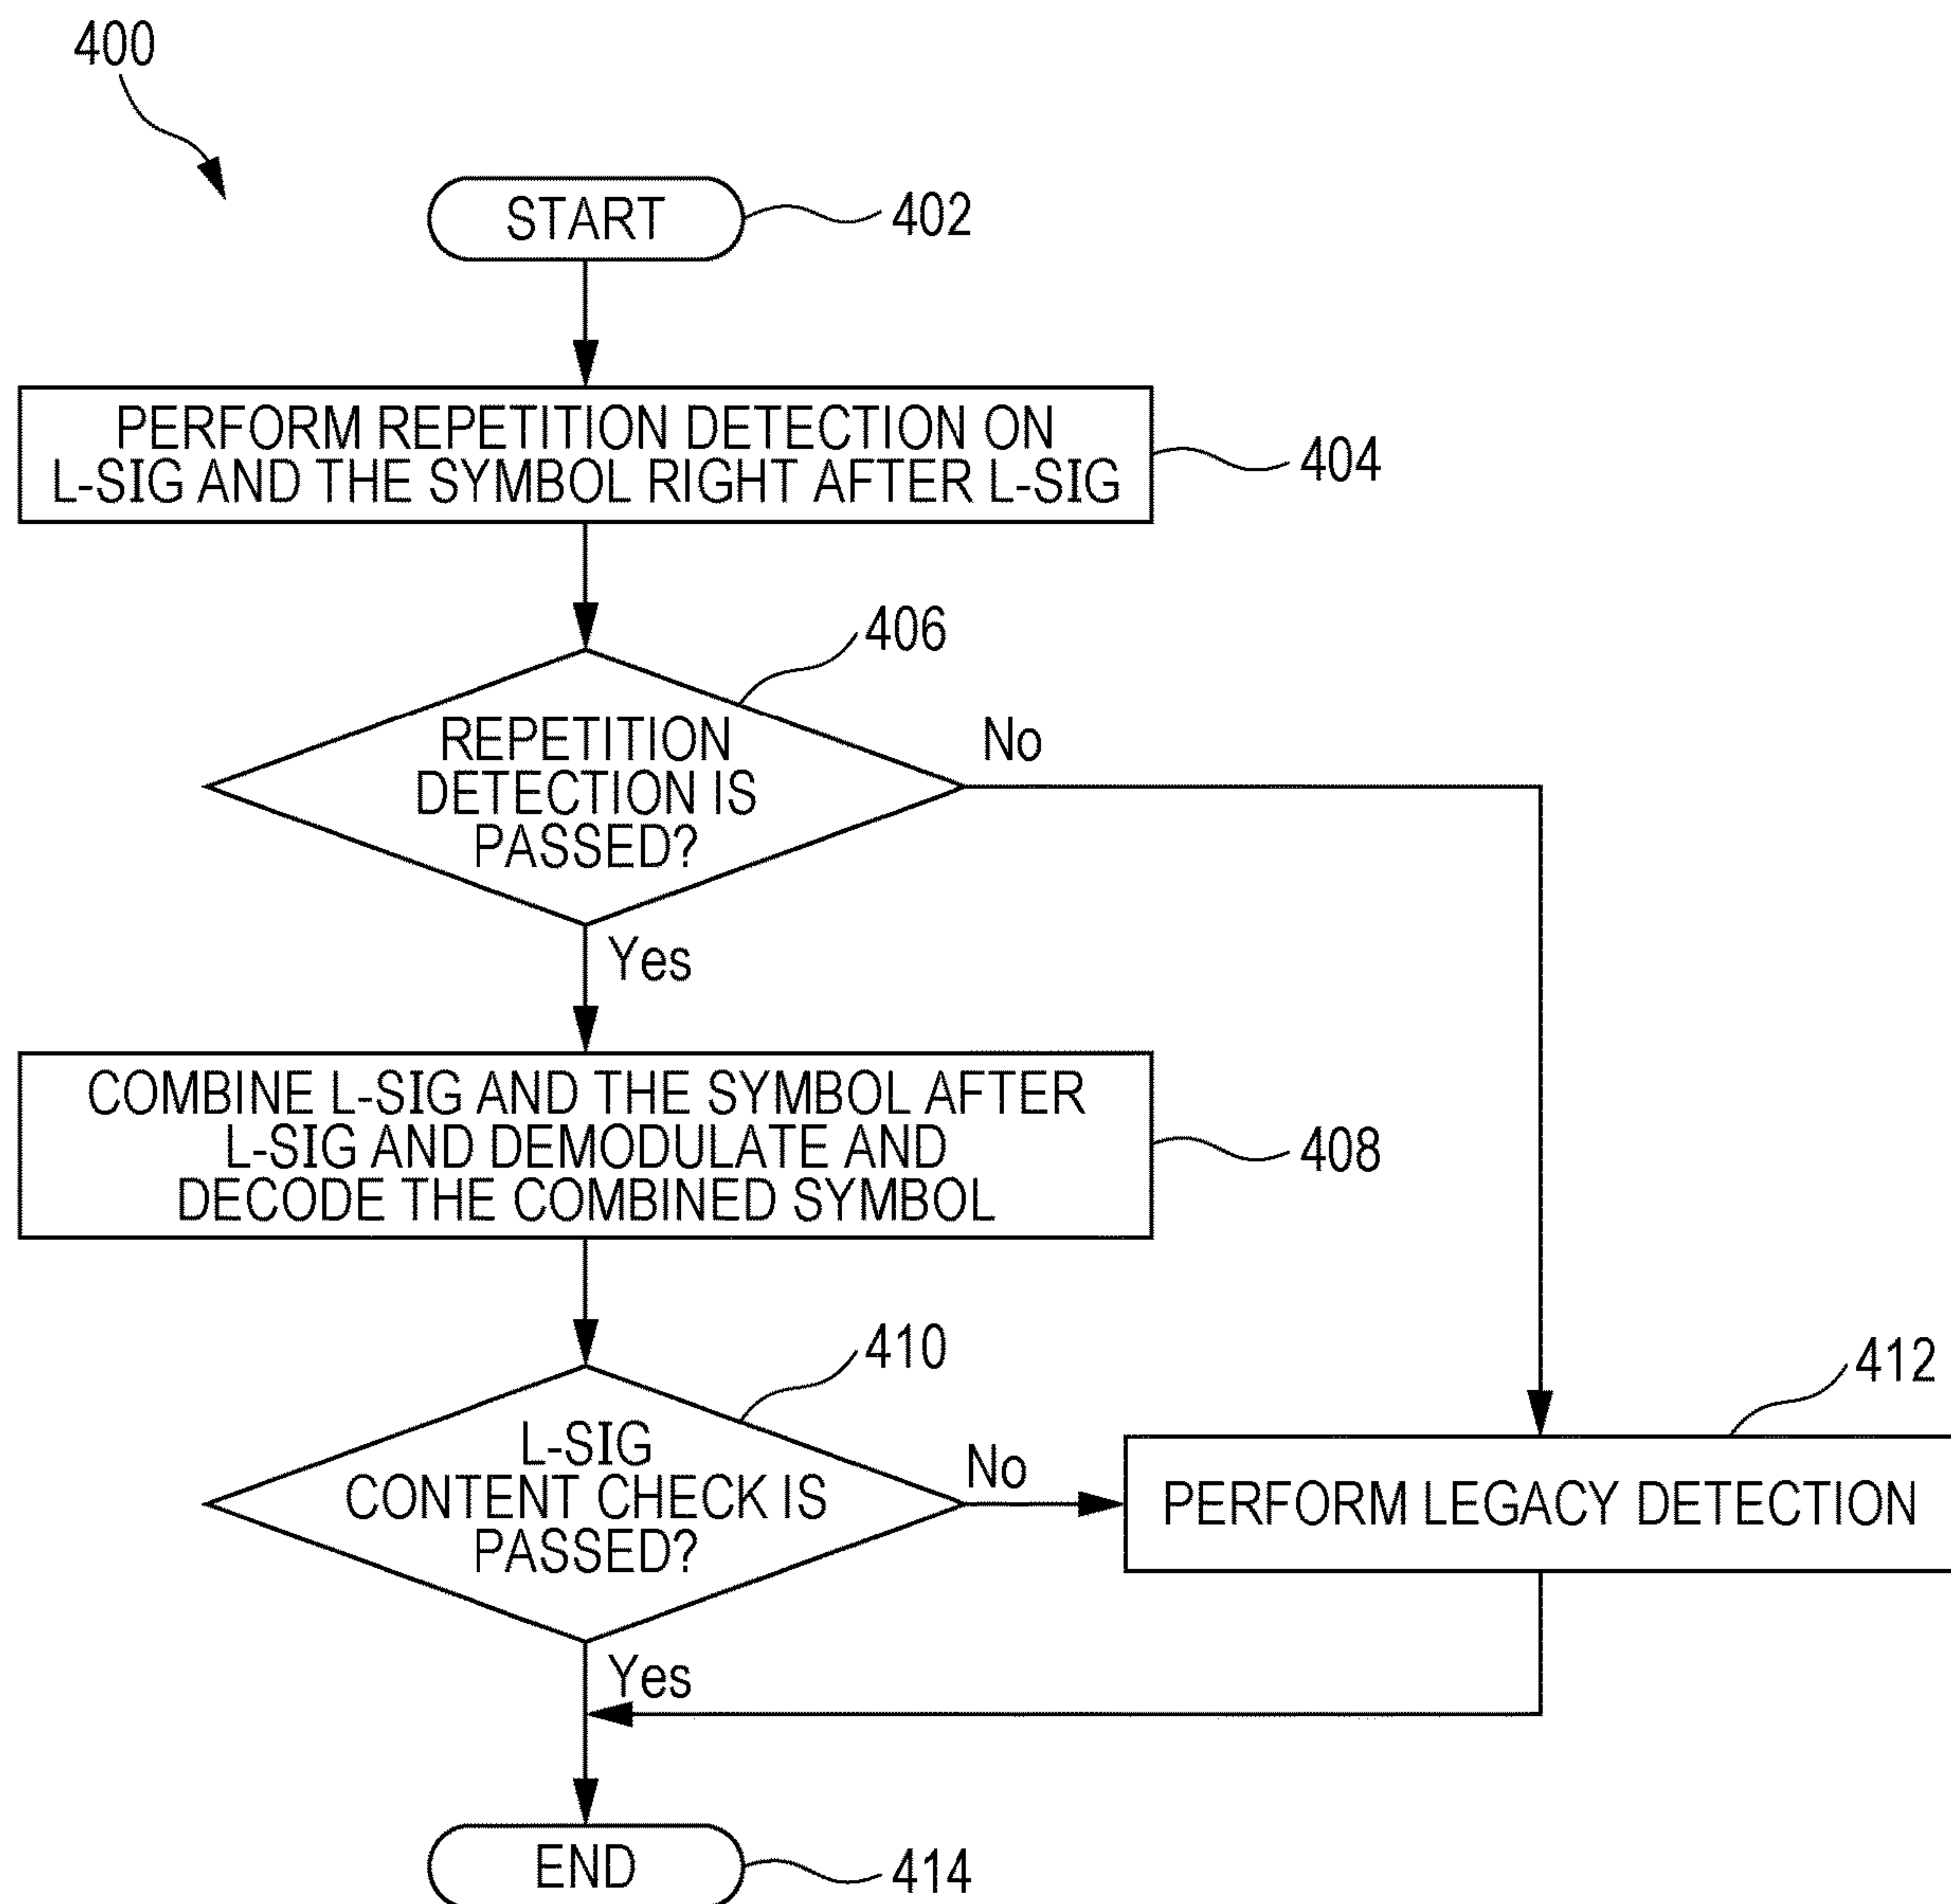 400
START
402
PERFORM REPETITION DETECTION ON
L-SIG AND THE SYMBOL RIGHT AFTER L-SIG
404
406
REPETITION
DETECTION IS
PASSED?
No
Yes
COMBINE L-SIG AND THE SYMBOL AFTER
L-SIG AND DEMODULATE AND
DECODE THE COMBINED SYMBOL
408
410
L-SIG
CONTENT CHECK IS
PASSED?
No
412
PERFORM LEGACY DETECTION
Yes
END
414